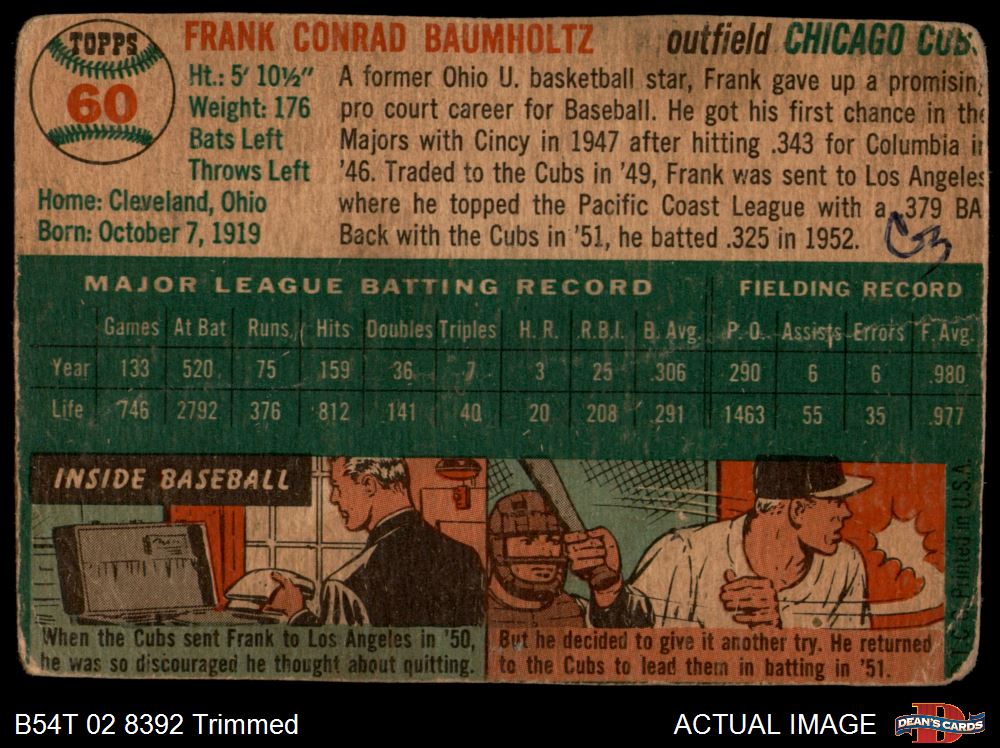 TOPPS
60
FRANK CONRAD BAUMHOLTZ outfield CHICAGO CUB
Ht.: 5' 10½"
Weight: 176
Bats Left
Throws Left
Home: Cleveland, Ohio
Born: October 7, 1919
A former Ohio U. basketball star, Frank gave up a promising
pro court career for Baseball. He got his first chance in the
Majors with Cincy in 1947 after hitting .343 for Columbia in
'46. Traded to the Cubs in '49, Frank was sent to Los Angeles
where he topped the Pacific Coast League with a .379 BA
Back with the Cubs in '51, he batted .325 in 1952.
MAJOR LEAGUE BATTING RECORD FIELDING RECORD
Games At Bat Runs Hits Doubles Triples H. R. R.B.I. B. Avg. P. O. Assists Errors F. Avg.
Year 133 520 75 159 36 7 3 25 .306 290 6 6 .980
Life 746 2792 376 812 141 40 20 208 .291 1463 55 35 .977
INSIDE BASEBALL
When the Cubs sent Frank to Los Angeles in '50,
he was so discouraged he thought about quitting.
But he decided to give it another try. He returned
to the Cubs to lead them in batting in '51.
T.C.G. Printed in U.S.A.
B54T 02 8392 Trimmed
ACTUAL IMAGE
DEAN'S CARDS